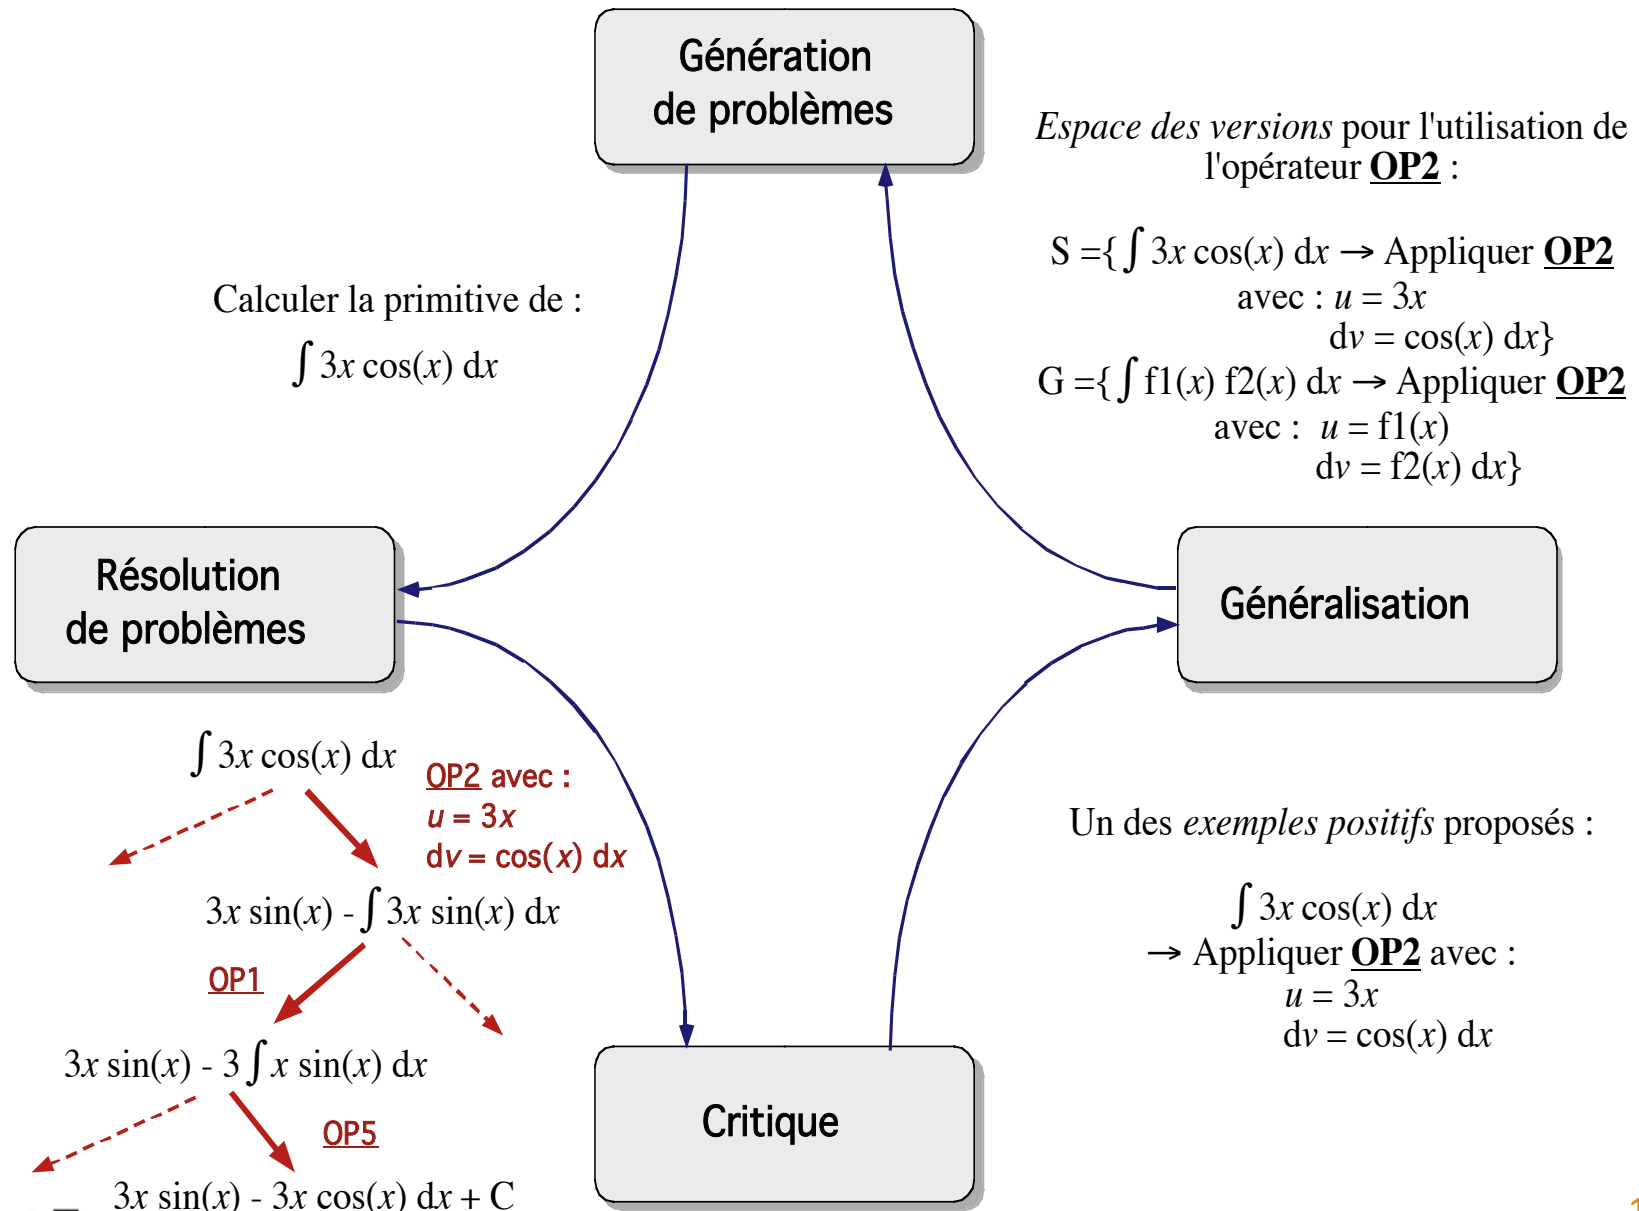 Génération
de problèmes
Espace des versions pour l'utilisation de
l'opérateur OP2 :
S ={∫ 3x cos(x) dx → Appliquer OP2
avec : u = 3x
dv = cos(x) dx}
G ={∫ f1(x) f2(x) dx → Appliquer OP2
avec : u = f1(x)
dv = f2(x) dx}
Calculer la primitive de :
∫ 3x cos(x) dx
Résolution
de problèmes
Généralisation
∫ 3x cos(x) dx
OP2 avec :
u = 3x
dv = cos(x) dx
3x sin(x) - ∫ 3x sin(x) dx
OP1
3x sin(x) - 3 ∫ x sin(x) dx
OP5
3x sin(x) - 3x cos(x) dx + C
Un des exemples positifs proposés :
∫ 3x cos(x) dx
→ Appliquer OP2 avec :
u = 3x
dv = cos(x) dx
Critique